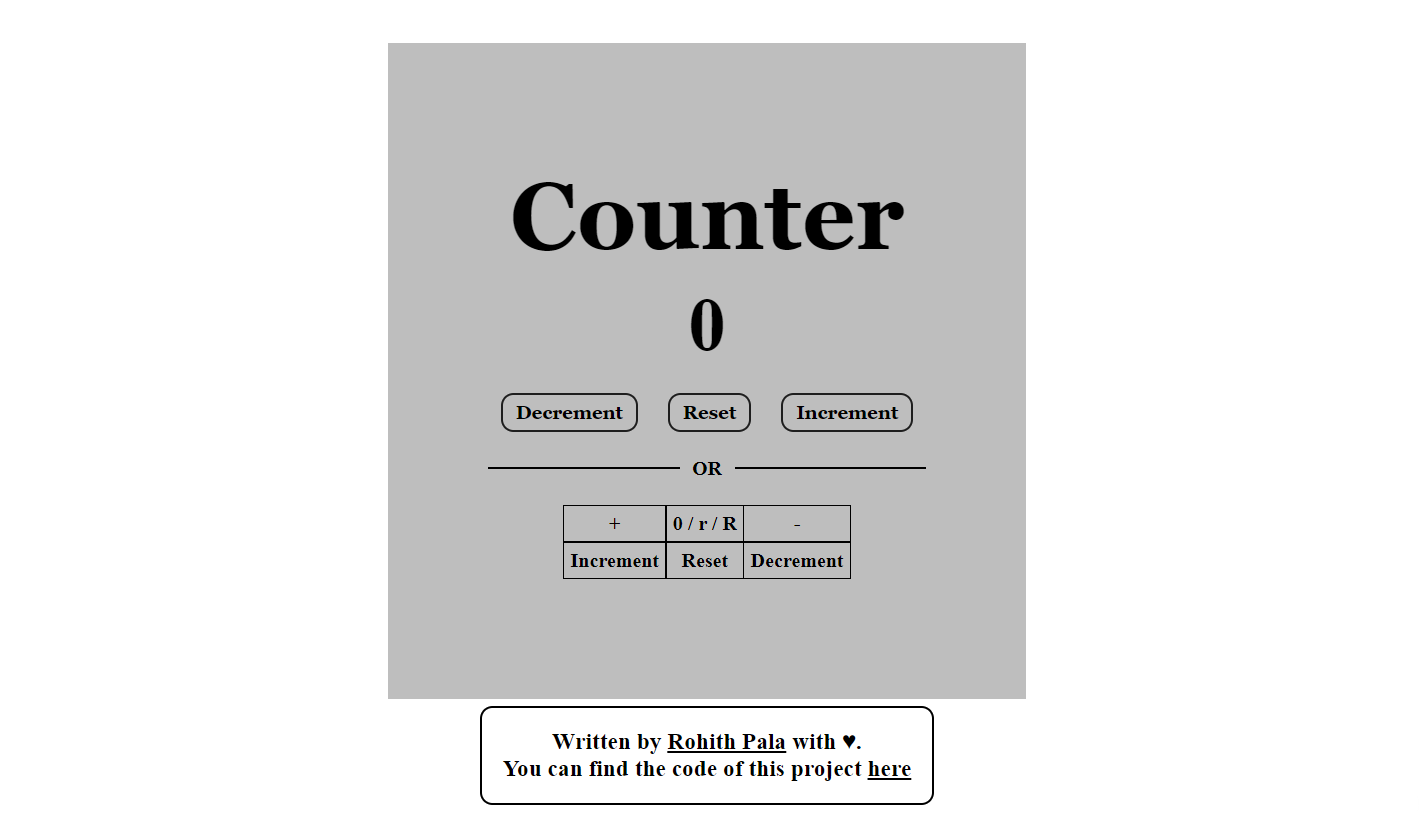 Counter
0
Decrement Reset Increment
OR
+ 0 / r / R -
Increment Reset Decrement
Written by Rohith Pala with ♥.
You can find the code of this project here